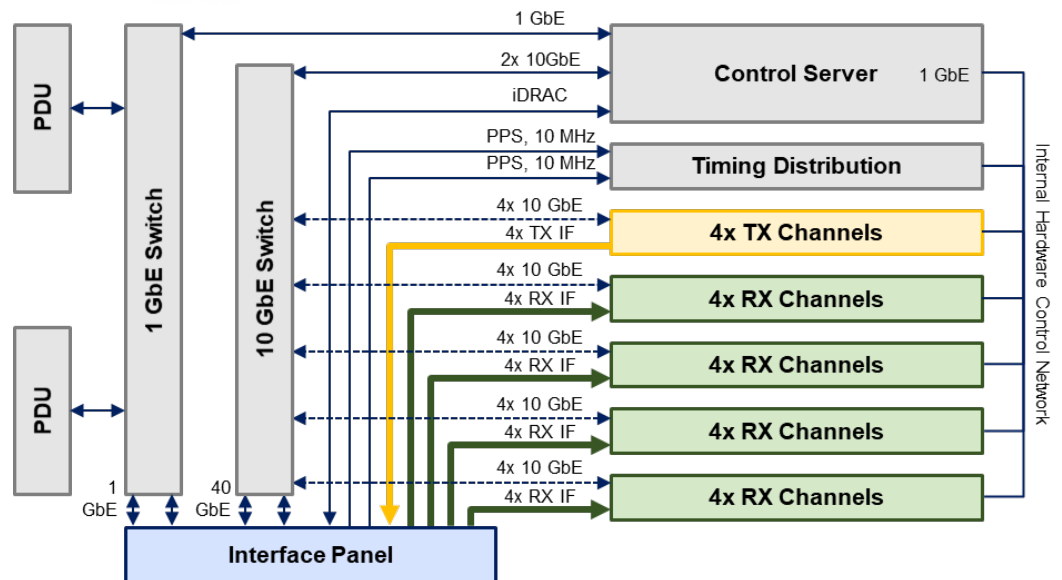 1 GbE
2x 10GbE
iDRAC
PPS, 10 MHz
PPS, 10 MHz
4x 10 GbE
4x TX IF
4x 10 GbE
4x RX IF
4x 10 GbE
4x RX IF
4x 10 GbE
4x RX IF
4x 10 GbE
4x RX IF
PDU
PDU
1 GbE Switch
10 GbE Switch
Control Server
1 GbE
Timing Distribution
4x TX Channels
4x RX Channels
4x RX Channels
4x RX Channels
4x RX Channels
Internal Hardware Control Network
1
GbE
40
GbE
Interface Panel